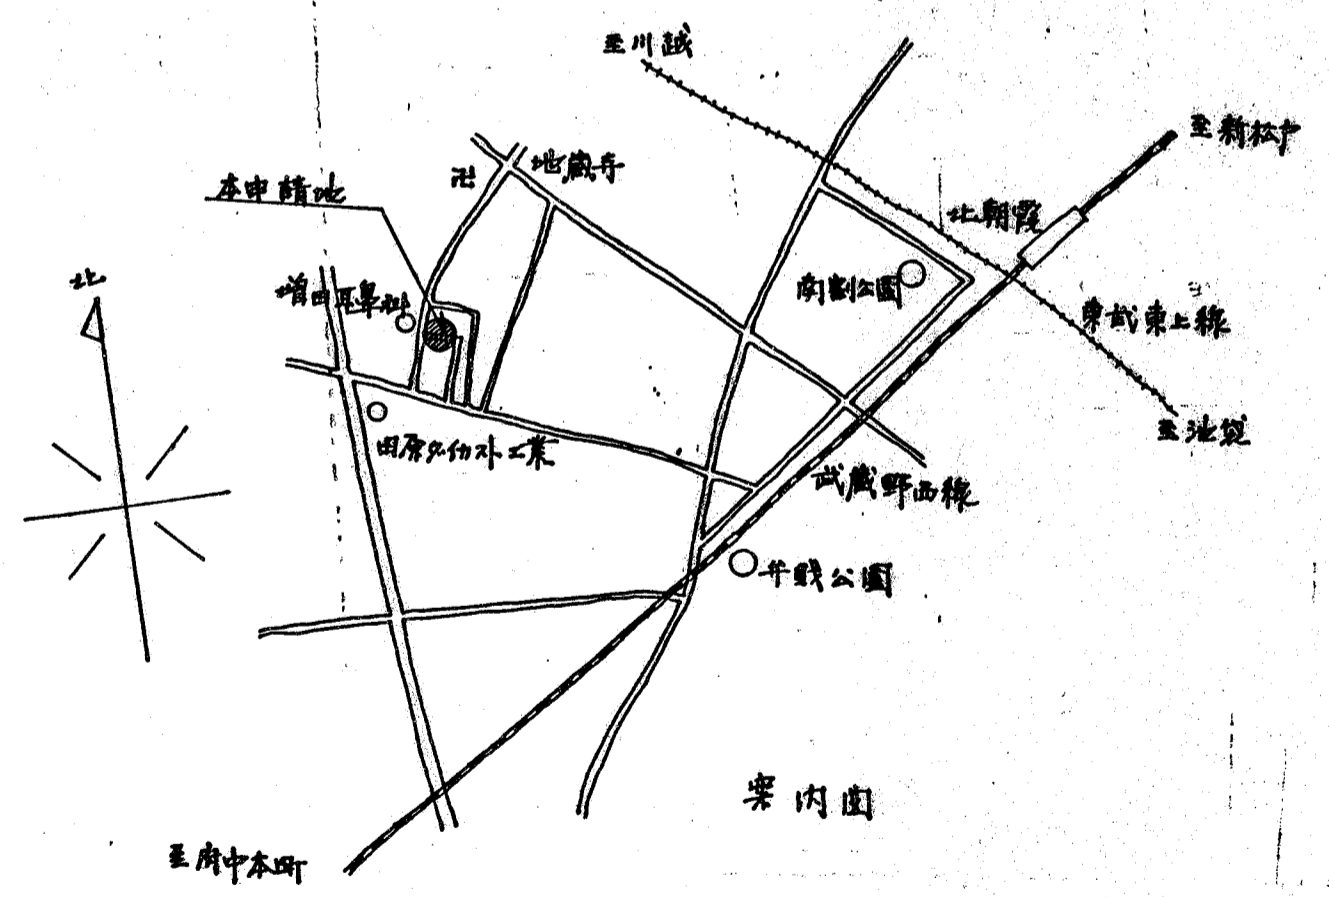 至川越
至新松戸
卍
地蔵寺
本申請地
北朝霞
北
増田耳鼻科
南割公園
東武東上線
至池袋
田原ダイカスト工業
武蔵野西線
弁賤公園
案内図
至府中本町